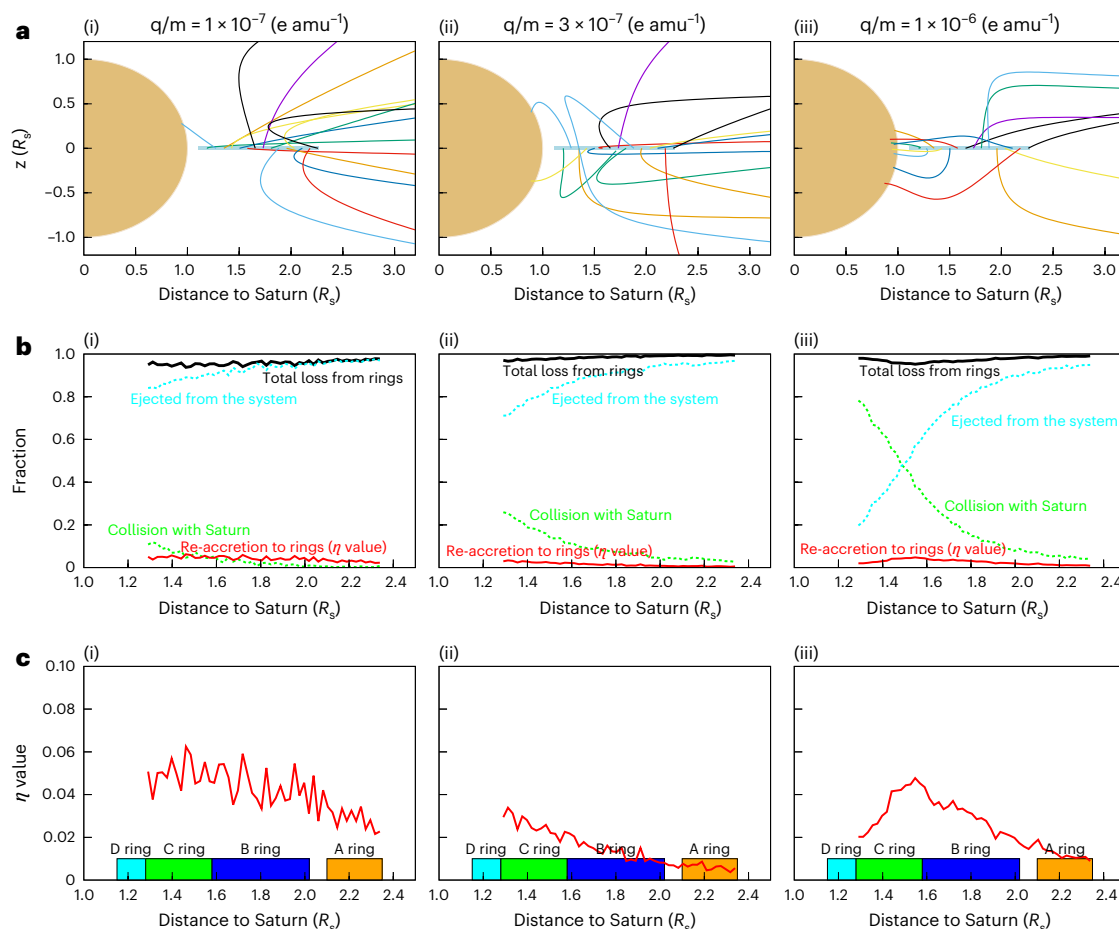 a
(i)
q/m = 1 × 10⁻⁷ (e amu⁻¹)
(ii)
q/m = 3 × 10⁻⁷ (e amu⁻¹)
(iii)
q/m = 1 × 10⁻⁶ (e amu⁻¹)
z (Rs)
1.0
0.5
0
−0.5
−1.0
0 1.0 1.5 2.0 2.5 3.0
0 1.0 1.5 2.0 2.5 3.0
0 1.0 1.5 2.0 2.5 3.0
Distance to Saturn (Rs)
Distance to Saturn (Rs)
Distance to Saturn (Rs)
b
(i)
(ii)
(iii)
Fraction
1.0
0.8
0.6
0.4
0.2
0
Total loss from rings
Ejected from the system
Collision with Saturn
Re-accretion to rings (η value)
Total loss from rings
Ejected from the system
Collision with Saturn
Re-accretion to rings (η value)
Total loss from rings
Ejected from the system
Collision with Saturn
Re-accretion to rings (η value)
1.0 1.2 1.4 1.6 1.8 2.0 2.2 2.4
1.0 1.2 1.4 1.6 1.8 2.0 2.2 2.4
1.0 1.2 1.4 1.6 1.8 2.0 2.2 2.4
Distance to Saturn (Rs)
Distance to Saturn (Rs)
Distance to Saturn (Rs)
c
(i)
(ii)
(iii)
η value
0.10
0.08
0.06
0.04
0.02
0
D ring C ring B ring A ring
D ring C ring B ring A ring
D ring C ring B ring A ring
1.0 1.2 1.4 1.6 1.8 2.0 2.2 2.4
1.0 1.2 1.4 1.6 1.8 2.0 2.2 2.4
1.0 1.2 1.4 1.6 1.8 2.0 2.2 2.4
Distance to Saturn (Rs)
Distance to Saturn (Rs)
Distance to Saturn (Rs)